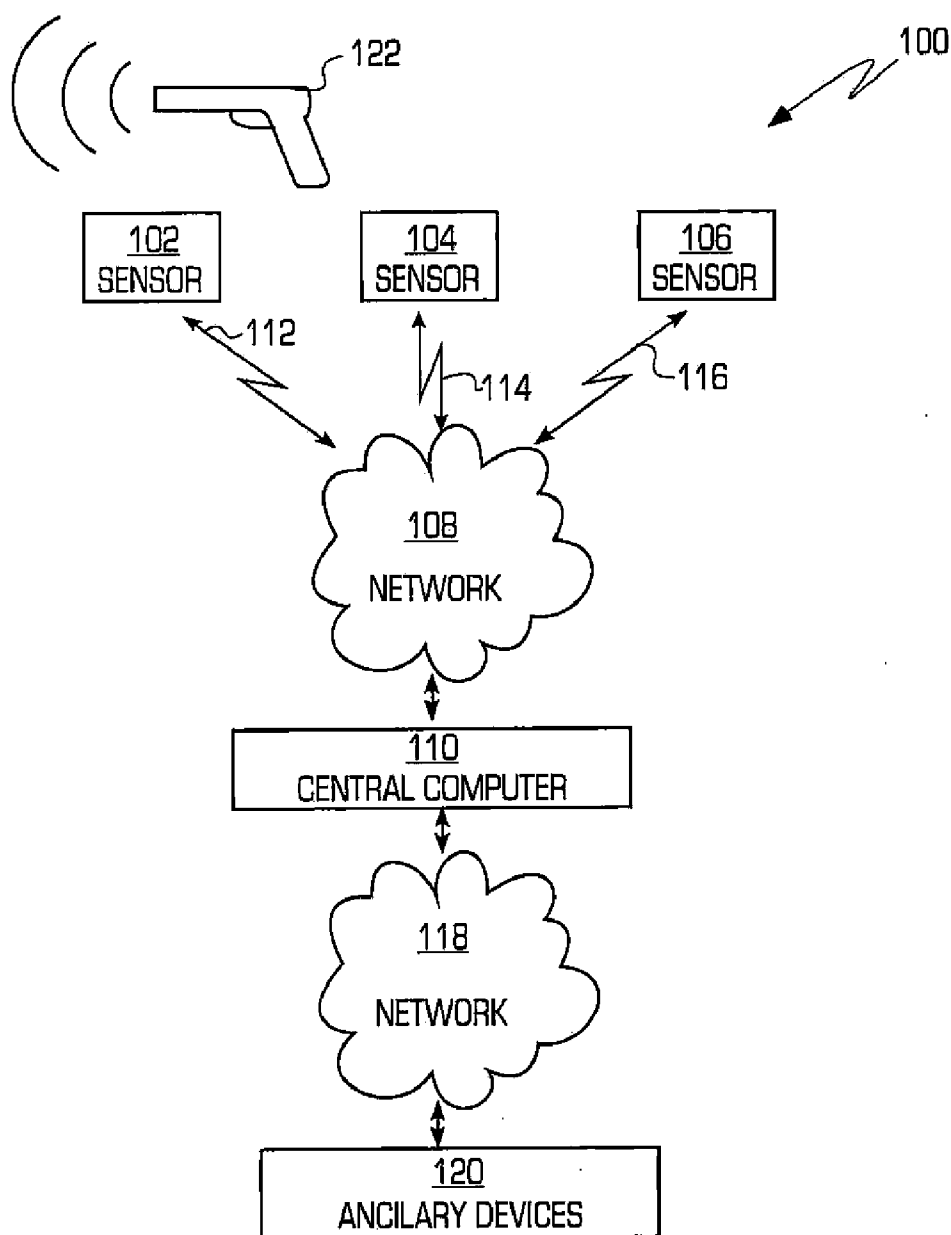 122
100
102
SENSOR
104
SENSOR
106
SENSOR
112
114
116
108
NETWORK
110
CENTRAL COMPUTER
118
NETWORK
120
ANCILARY DEVICES